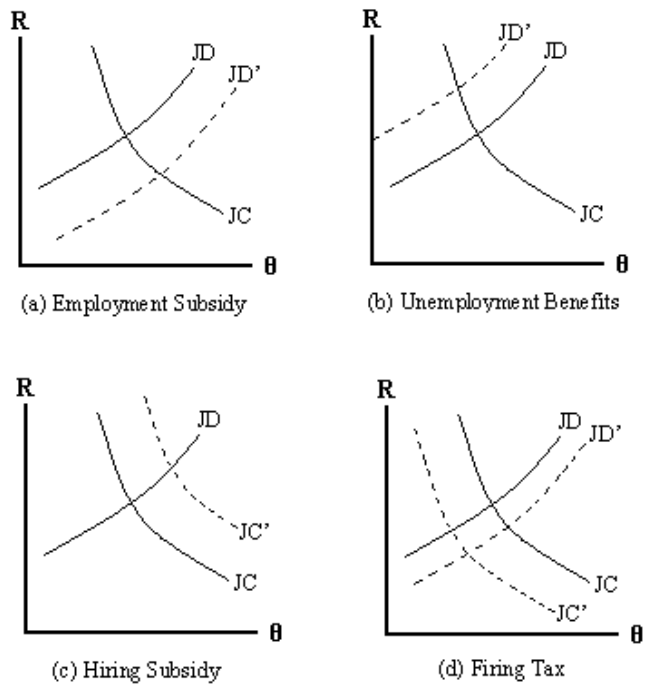 R
JD
JD'
JC
θ
(a) Employment Subsidy
R
JD'
JD
JC
θ
(b) Unemployment Benefits
R
JD
JC'
JC
θ
(c) Hiring Subsidy
R
JD
JD'
JC
JC'
θ
(d) Firing Tax